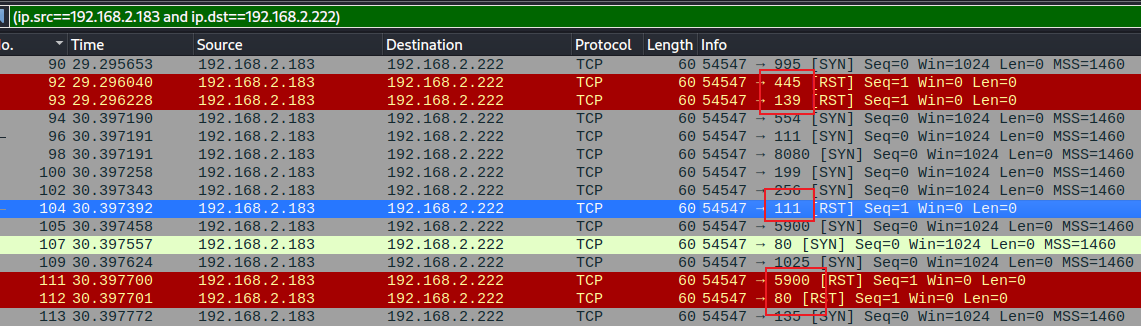 (ip.src==192.168.2.183 and ip.dst==192.168.2.222)
o. Time Source Destination Protocol Length Info
90 29.295653 192.168.2.183 192.168.2.222 TCP 60 54547 → 995 [SYN] Seq=0 Win=1024 Len=0 MSS=1460
92 29.296040 192.168.2.183 192.168.2.222 TCP 60 54547 → 445 [RST] Seq=1 Win=0 Len=0
93 29.296228 192.168.2.183 192.168.2.222 TCP 60 54547 → 139 [RST] Seq=1 Win=0 Len=0
94 30.397190 192.168.2.183 192.168.2.222 TCP 60 54547 → 554 [SYN] Seq=0 Win=1024 Len=0 MSS=1460
96 30.397191 192.168.2.183 192.168.2.222 TCP 60 54547 → 111 [SYN] Seq=0 Win=1024 Len=0 MSS=1460
98 30.397191 192.168.2.183 192.168.2.222 TCP 60 54547 → 8080 [SYN] Seq=0 Win=1024 Len=0 MSS=1460
100 30.397258 192.168.2.183 192.168.2.222 TCP 60 54547 → 199 [SYN] Seq=0 Win=1024 Len=0 MSS=1460
102 30.397343 192.168.2.183 192.168.2.222 TCP 60 54547 → 256 [SYN] Seq=0 Win=1024 Len=0 MSS=1460
104 30.397392 192.168.2.183 192.168.2.222 TCP 60 54547 → 111 [RST] Seq=1 Win=0 Len=0
105 30.397458 192.168.2.183 192.168.2.222 TCP 60 54547 → 5900 [SYN] Seq=0 Win=1024 Len=0 MSS=1460
107 30.397557 192.168.2.183 192.168.2.222 TCP 60 54547 → 80 [SYN] Seq=0 Win=1024 Len=0 MSS=1460
109 30.397624 192.168.2.183 192.168.2.222 TCP 60 54547 → 1025 [SYN] Seq=0 Win=1024 Len=0 MSS=1460
111 30.397700 192.168.2.183 192.168.2.222 TCP 60 54547 → 5900 [RST] Seq=1 Win=0 Len=0
112 30.397701 192.168.2.183 192.168.2.222 TCP 60 54547 → 80 [RST] Seq=1 Win=0 Len=0
113 30.397772 192.168.2.183 192.168.2.222 TCP 60 54547 → 135 [SYN] Seq=0 Win=1024 Len=0 MSS=1460